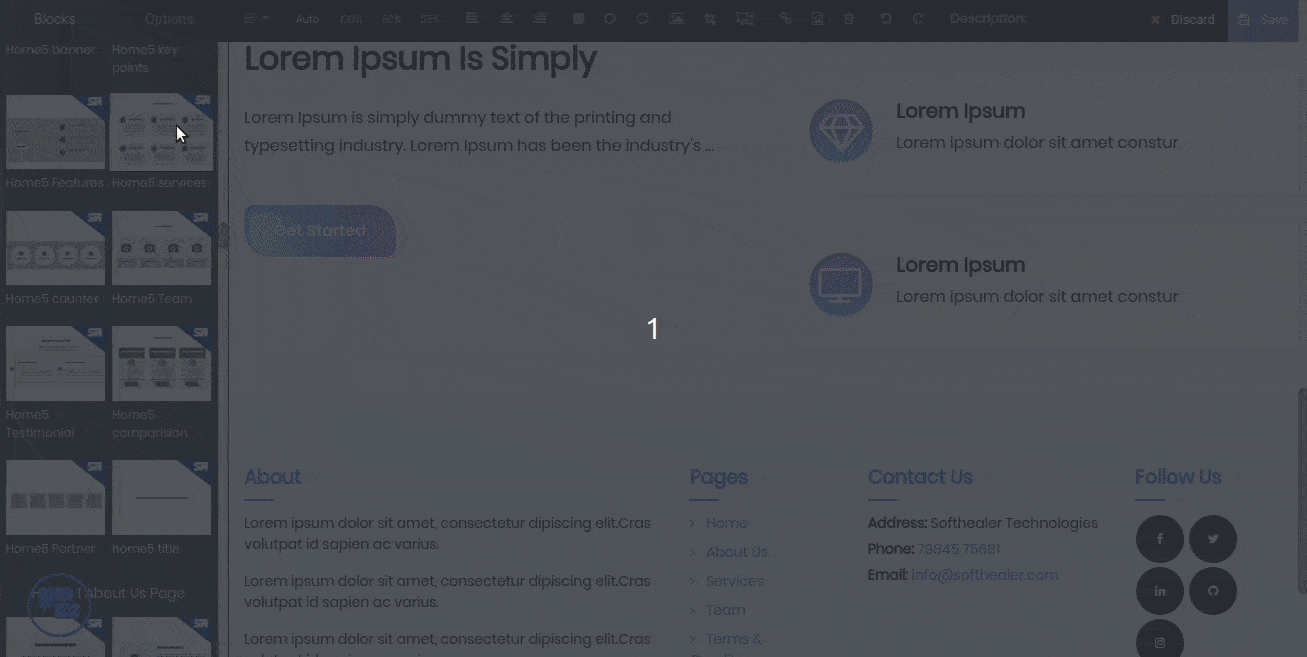 Blocks
Options
Auto
100%
50%
25%
Description:
Discard
Save
Home5 banner
Home5 key
points
Home5 Features
Home5 services
Home5 counter
Home5 Team
Home5
Testimonial
Home5
comparision
Home5 Partner
home5 title
1 About Us Page
Lorem Ipsum Is Simply
Lorem Ipsum is simply dummy text of the printing and
typesetting industry. Lorem Ipsum has been the industry's ...
Get Started
Lorem Ipsum
Lorem ipsum dolor sit amet constur
Lorem Ipsum
Lorem ipsum dolor sit amet constur
1
About
Lorem ipsum dolor sit amet, consectetur dipiscing elit.Cras
volutpat id sapien ac varius.
Lorem ipsum dolor sit amet, consectetur dipiscing elit.Cras
volutpat id sapien ac varius.
Lorem ipsum dolor sit amet, consectetur dipiscing elit.Cras
Pages
Home
About Us
Services
Team
Terms &
Contact Us
Address: Softhealer Technologies
Phone: 79845 75681
Email: info@softhealer.com
Follow Us